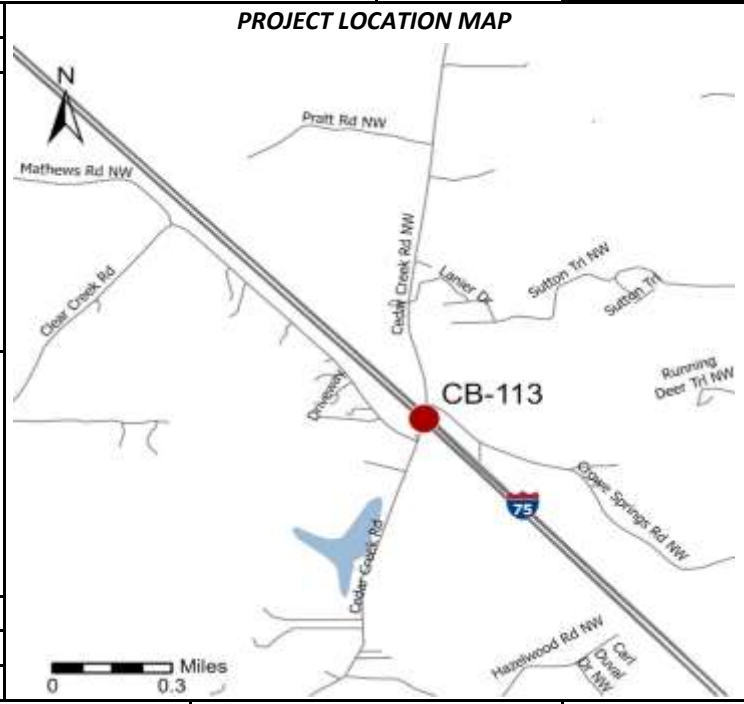 PROJECT LOCATION MAP
N
Pratt Rd NW
Mathews Rd NW
Cedar Creek Rd NW
Clear Creek Rd
Lanier Dr
Sutton Trl NW
Sutton Trl
Running
Deer Trl NW
Driveway
CB-113
75
Crowe Springs Rd NW
Cedar Creek Rd
Hazelwood Rd NW
Carl
Duval
Dr NW
Miles
0
0.3